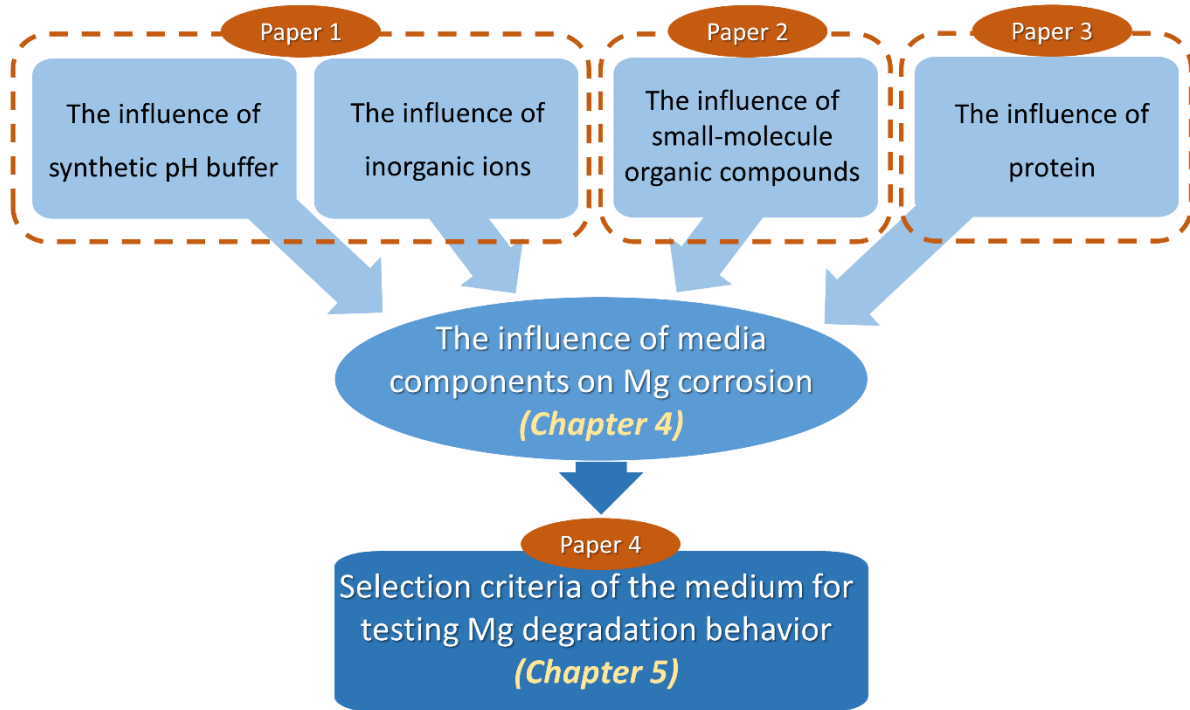 Paper 1
The influence of
synthetic pH buffer
The influence of
inorganic ions
Paper 2
The influence of
small-molecule
organic compounds
Paper 3
The influence of
protein
The influence of media
components on Mg corrosion
(Chapter 4)
Paper 4
Selection criteria of the medium for
testing Mg degradation behavior
(Chapter 5)